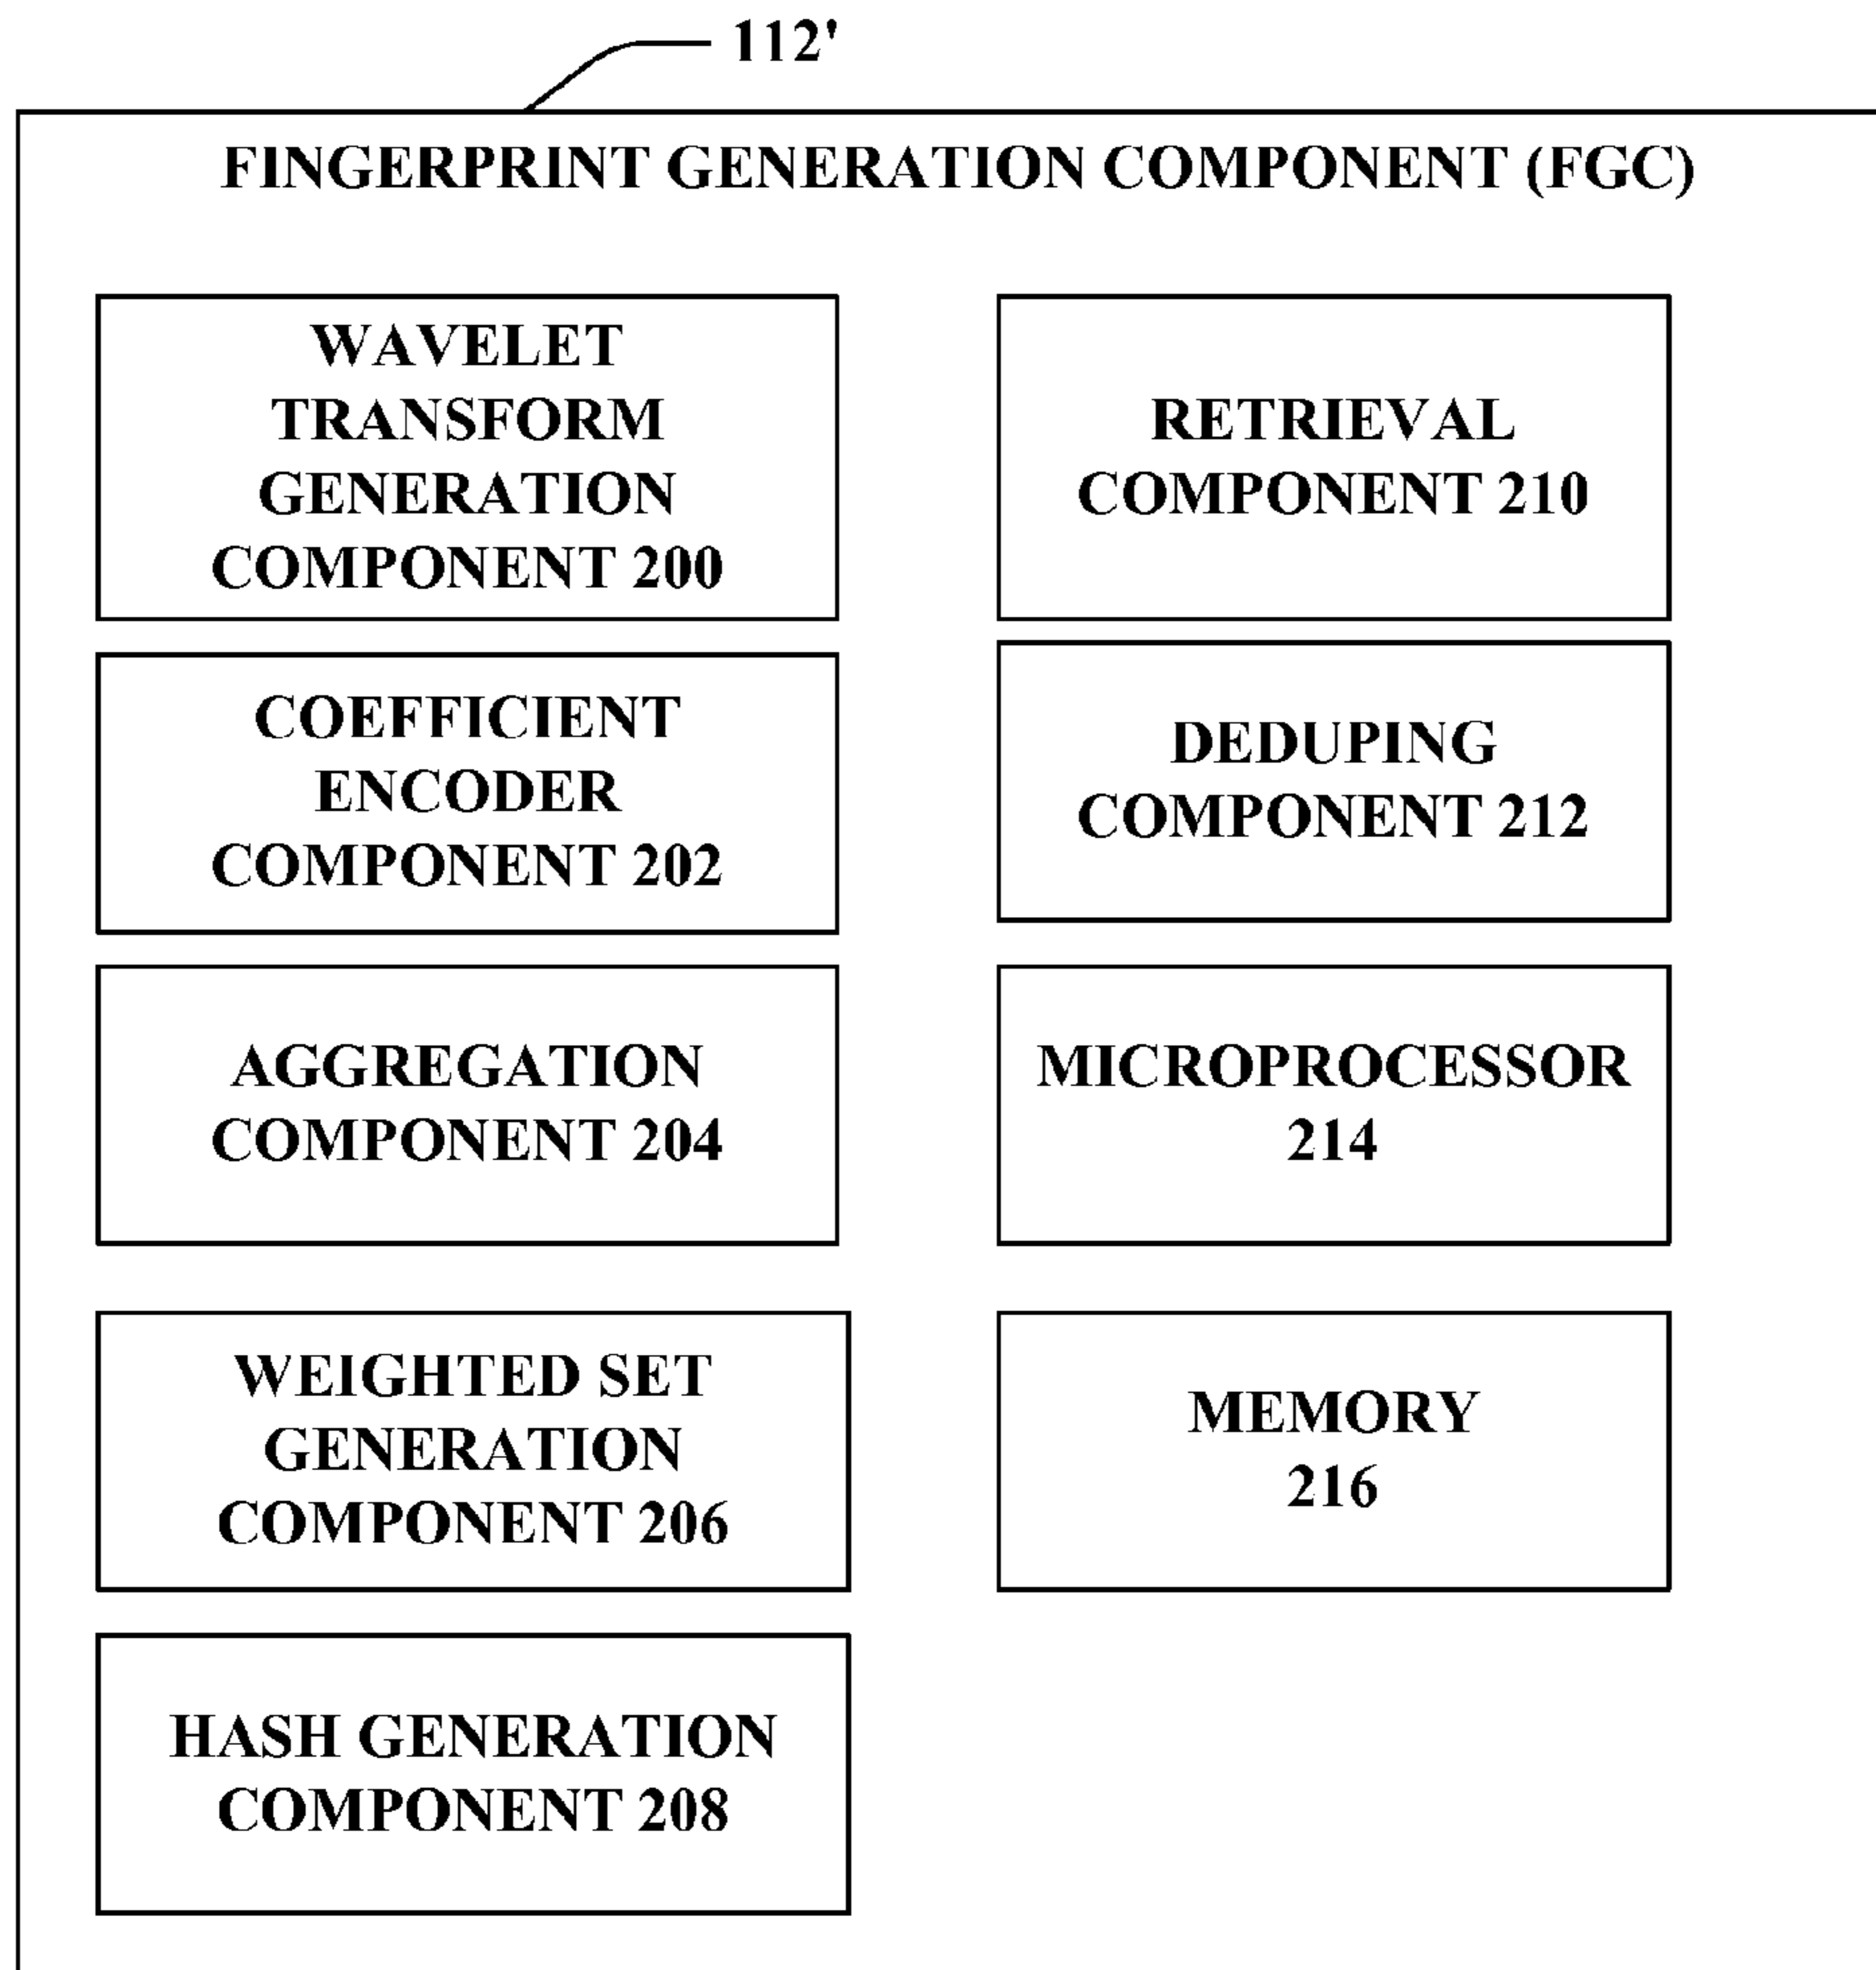 112'
FINGERPRINT GENERATION COMPONENT (FGC)
WAVELET
TRANSFORM
GENERATION
COMPONENT 200
COEFFICIENT
ENCODER
COMPONENT 202
AGGREGATION
COMPONENT 204
WEIGHTED SET
GENERATION
COMPONENT 206
HASH GENERATION
COMPONENT 208
RETRIEVAL
COMPONENT 210
DEDUPING
COMPONENT 212
MICROPROCESSOR
214
MEMORY
216